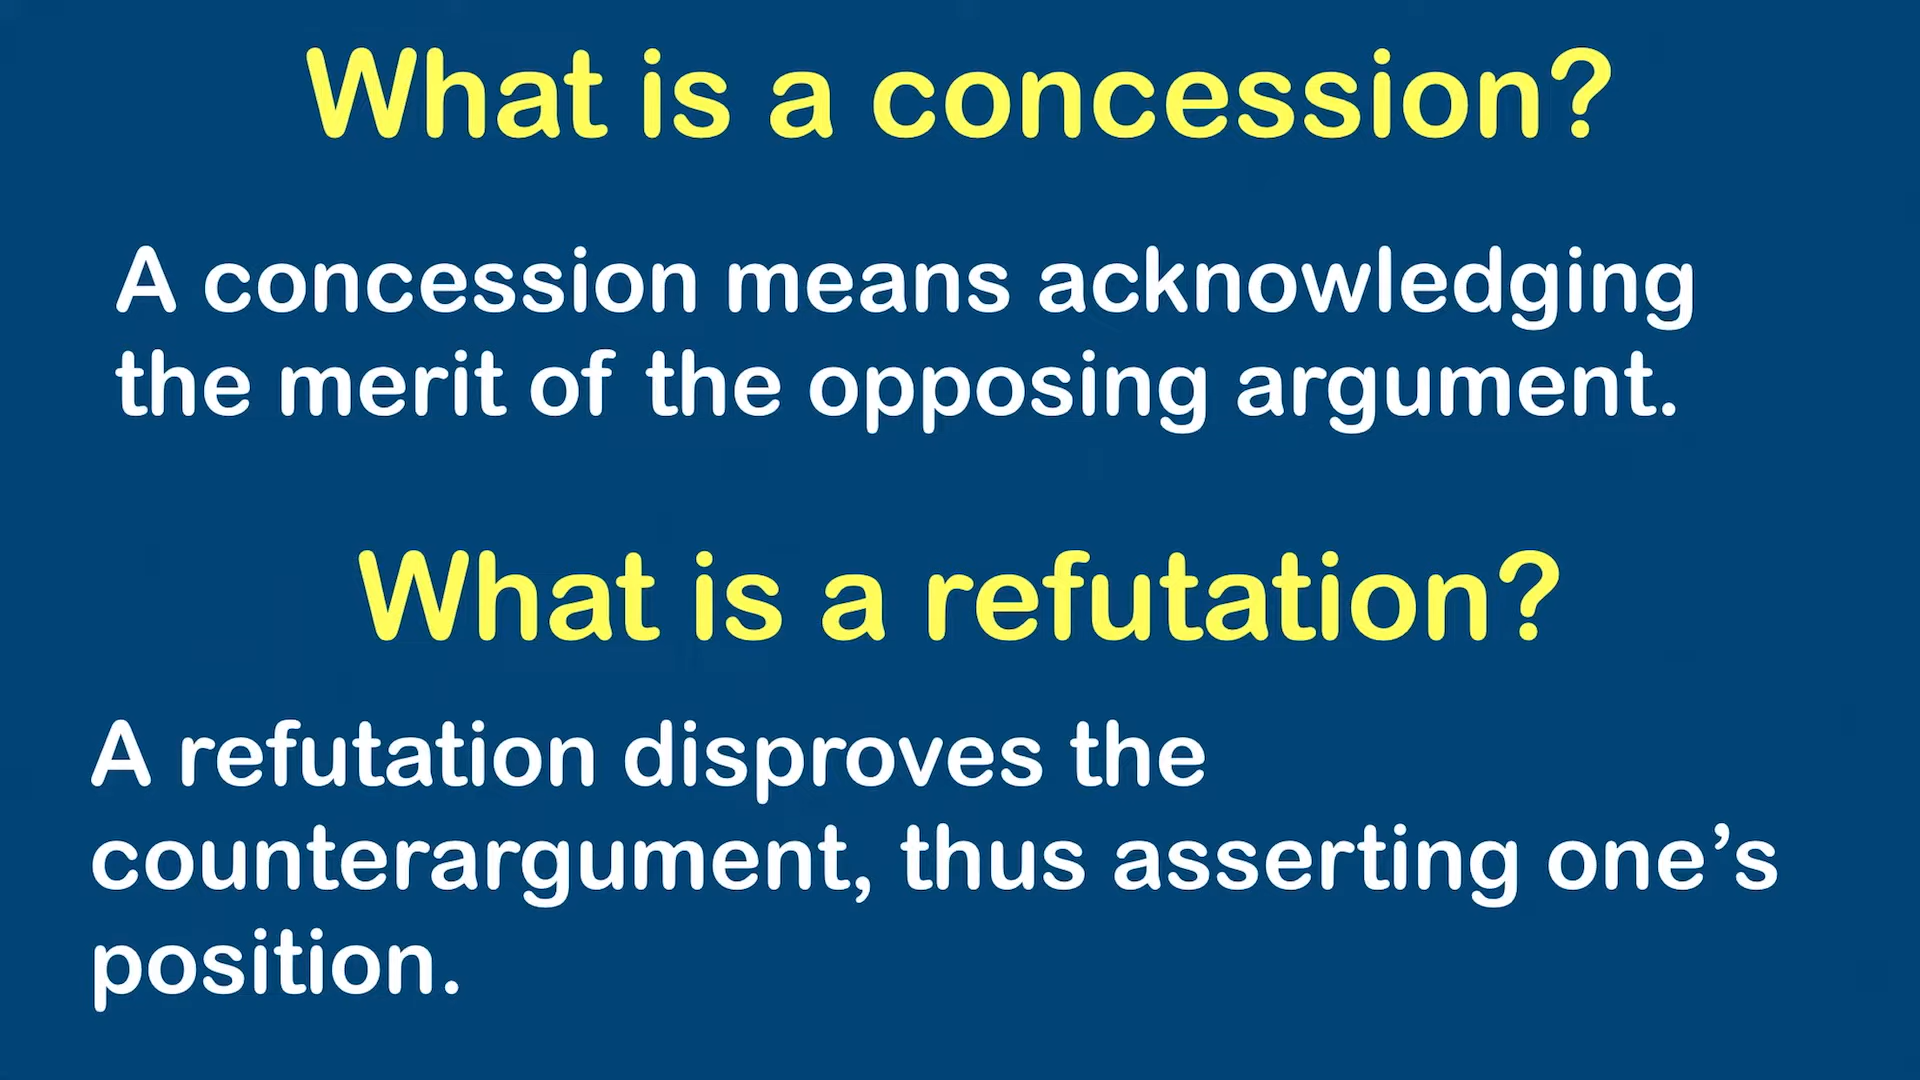 What is a concession?
A concession means acknowledging
the merit of the opposing argument.
What is a refutation?
A refutation disproves the
counterargument, thus asserting one’s
position.